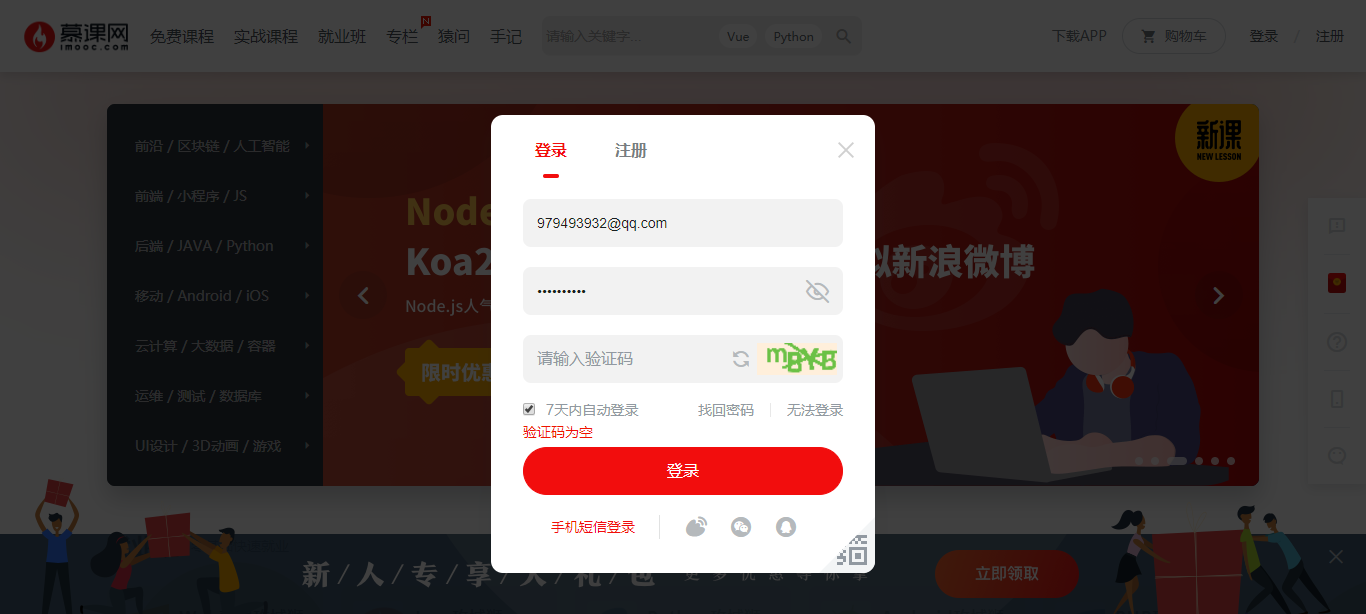 慕课网
imooc.com
免费课程 实战课程 就业班 专栏 N 猿问 手记
请输入关键字... Vue Python
下载APP 购物车 登录 / 注册
前沿 / 区块链 / 人工智能
前端 / 小程序 / JS
后端 / JAVA / Python
移动 / Android / iOS
云计算 / 大数据 / 容器
运维 / 测试 / 数据库
UI设计 / 3D动画 / 游戏
Node
Koa2
新浪微博
Node.js人气
限时优惠
新课
NEW LESSON
登录 注册
979493932@qq.com
••••••••••
请输入验证码
7天内自动登录 找回密码 无法登录
验证码为空
登录
手机短信登录
新 / 人 / 专 / 享 / 大 / 礼 / 包
立即领取